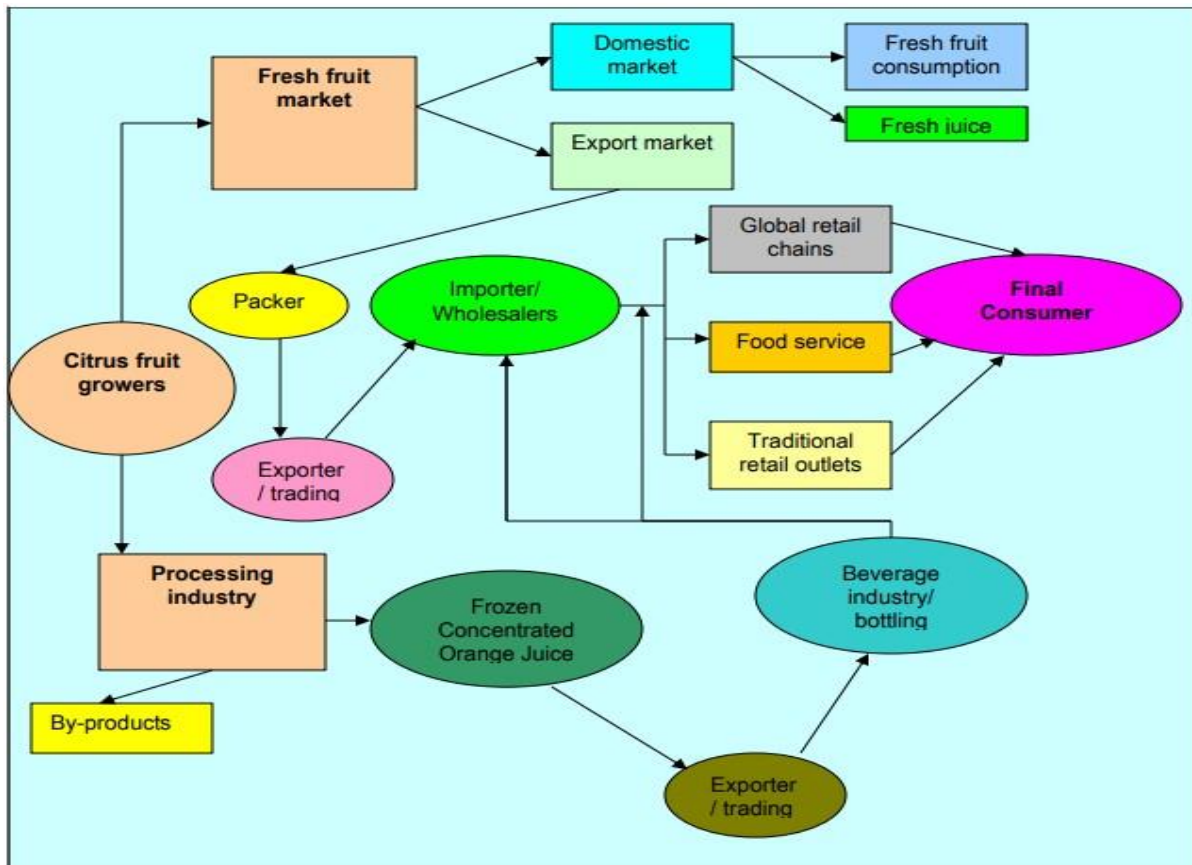 Fresh fruit
market
Domestic
market
Fresh fruit
consumption
Fresh juice
Export market
Global retail
chains
Packer
Importer/
Wholesalers
Final
Consumer
Food service
Citrus fruit
growers
Traditional
retail outlets
Exporter
/ trading
Processing
industry
Frozen
Concentrated
Orange Juice
Beverage
industry/
bottling
By-products
Exporter
/ trading